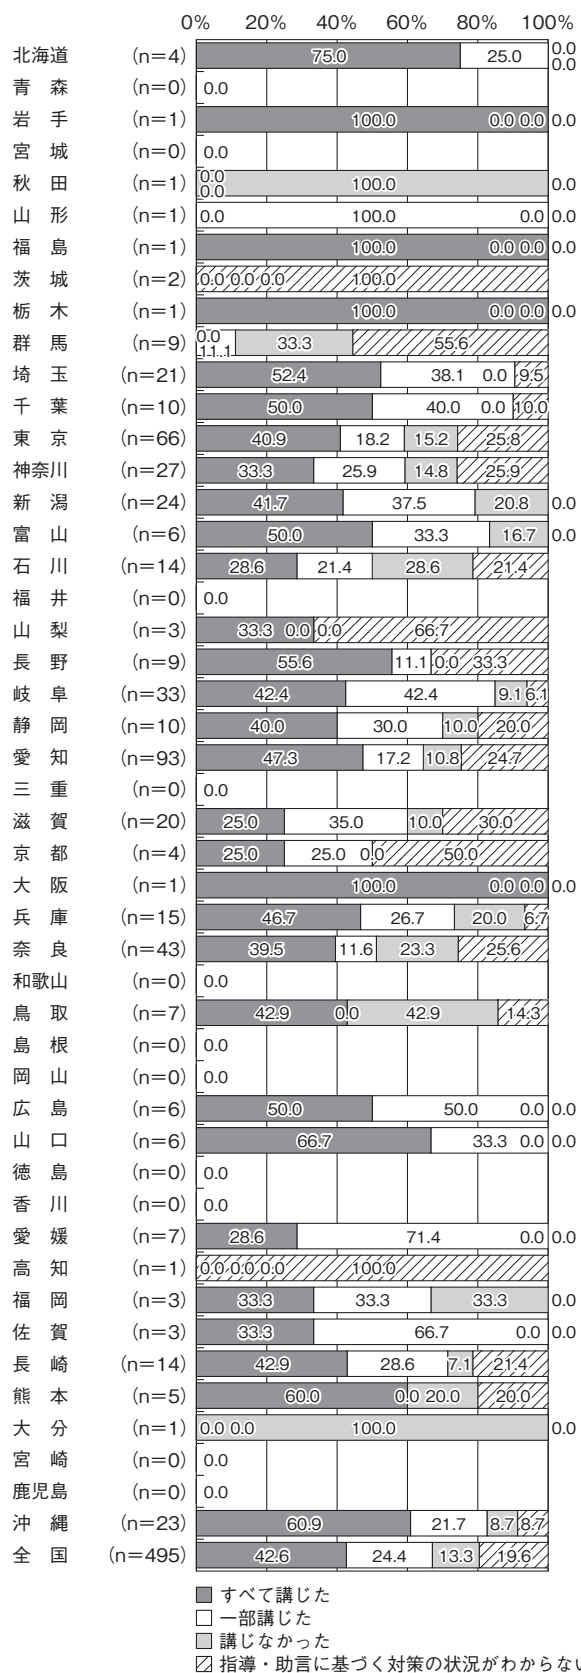 0% 20% 40% 60% 80% 100%
北海道 (n=4) 75.0 25.0 0.0 0.0
青 森 (n=0) 0.0
岩 手 (n=1) 100.0 0.0 0.0 0.0
宮 城 (n=0) 0.0
秋 田 (n=1) 0.0 0.0 100.0 0.0
山 形 (n=1) 0.0 100.0 0.0 0.0
福 島 (n=1) 100.0 0.0 0.0 0.0
茨 城 (n=2) 0.0 0.0 0.0 100.0
栃 木 (n=1) 100.0 0.0 0.0 0.0
群 馬 (n=9) 0.0 11.1 33.3 55.6
埼 玉 (n=21) 52.4 38.1 0.0 9.5
千 葉 (n=10) 50.0 40.0 0.0 10.0
東 京 (n=66) 40.9 18.2 15.2 25.8
神奈川 (n=27) 33.3 25.9 14.8 25.9
新 潟 (n=24) 41.7 37.5 20.8 0.0
富 山 (n=6) 50.0 33.3 16.7 0.0
石 川 (n=14) 28.6 21.4 28.6 21.4
福 井 (n=0) 0.0
山 梨 (n=3) 33.3 0.0 0.0 66.7
長 野 (n=9) 55.6 11.1 0.0 33.3
岐 阜 (n=33) 42.4 42.4 9.1 6.1
静 岡 (n=10) 40.0 30.0 10.0 20.0
愛 知 (n=93) 47.3 17.2 10.8 24.7
三 重 (n=0) 0.0
滋 賀 (n=20) 25.0 35.0 10.0 30.0
京 都 (n=4) 25.0 25.0 0.0 50.0
大 阪 (n=1) 100.0 0.0 0.0 0.0
兵 庫 (n=15) 46.7 26.7 20.0 6.7
奈 良 (n=43) 39.5 11.6 23.3 25.6
和歌山 (n=0) 0.0
鳥 取 (n=7) 42.9 0.0 42.9 14.3
島 根 (n=0) 0.0
岡 山 (n=0) 0.0
広 島 (n=6) 50.0 50.0 0.0 0.0
山 口 (n=6) 66.7 33.3 0.0 0.0
徳 島 (n=0) 0.0
香 川 (n=0) 0.0
愛 媛 (n=7) 28.6 71.4 0.0 0.0
高 知 (n=1) 0.0 0.0 0.0 100.0
福 岡 (n=3) 33.3 33.3 33.3 0.0
佐 賀 (n=3) 33.3 66.7 0.0 0.0
長 崎 (n=14) 42.9 28.6 7.1 21.4
熊 本 (n=5) 60.0 0.0 20.0 20.0
大 分 (n=1) 0.0 0.0 100.0 0.0
宮 崎 (n=0) 0.0
鹿児島 (n=0) 0.0
沖 縄 (n=23) 60.9 21.7 8.7 8.7
全 国 (n=495) 42.6 24.4 13.3 19.6
すべて講じた
一部講じた
講じなかった
指導・助言に基づく対策の状況がわからない